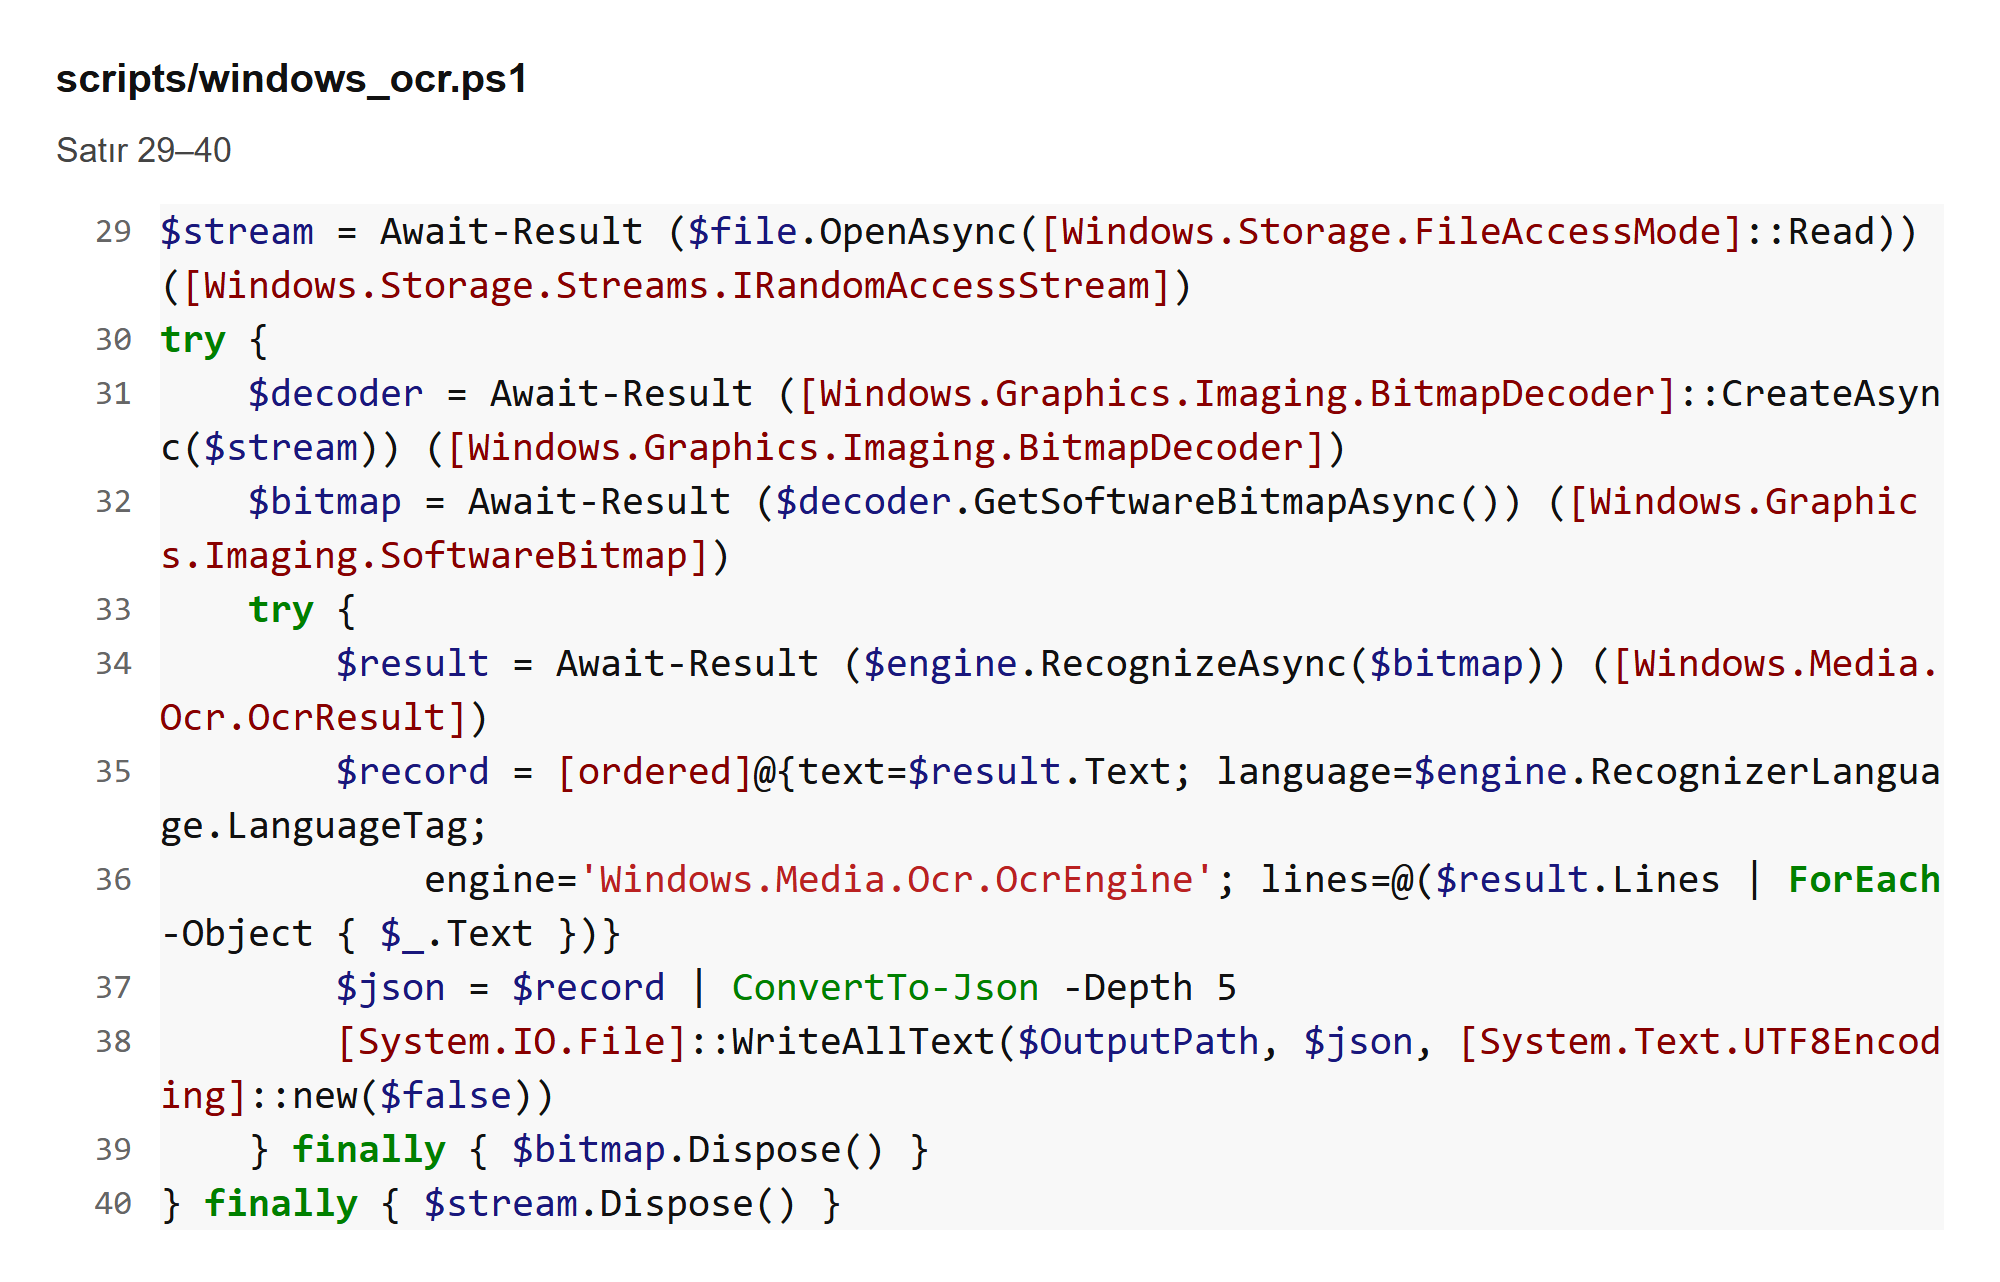 scripts/windows_ocr.ps1
Satır 29–40
29 $stream = Await-Result ($file.OpenAsync([Windows.Storage.FileAccessMode]::Read))
([Windows.Storage.Streams.IRandomAccessStream])
30 try {
31     $decoder = Await-Result ([Windows.Graphics.Imaging.BitmapDecoder]::CreateAsyn
c($stream)) ([Windows.Graphics.Imaging.BitmapDecoder])
32     $bitmap = Await-Result ($decoder.GetSoftwareBitmapAsync()) ([Windows.Graphic
s.Imaging.SoftwareBitmap])
33     try {
34         $result = Await-Result ($engine.RecognizeAsync($bitmap)) ([Windows.Media.
Ocr.OcrResult])
35         $record = [ordered]@{text=$result.Text; language=$engine.RecognizerLangua
ge.LanguageTag;
36             engine='Windows.Media.Ocr.OcrEngine'; lines=@($result.Lines | ForEach
-Object { $_.Text })}
37         $json = $record | ConvertTo-Json -Depth 5
38         [System.IO.File]::WriteAllText($OutputPath, $json, [System.Text.UTF8Encod
ing]::new($false))
39     } finally { $bitmap.Dispose() }
40 } finally { $stream.Dispose() }